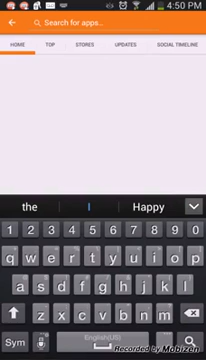 4:50 PM
Search for apps..
HOME TOP STORES UPDATES SOCIAL TIMELINE
the I Happy
1 2 3 4 5 6 7 8 9 0
q w e r t y u i o p
a s d f g h j k l
z x c v b n m
Sym English(US)
Recorded by Mobizen